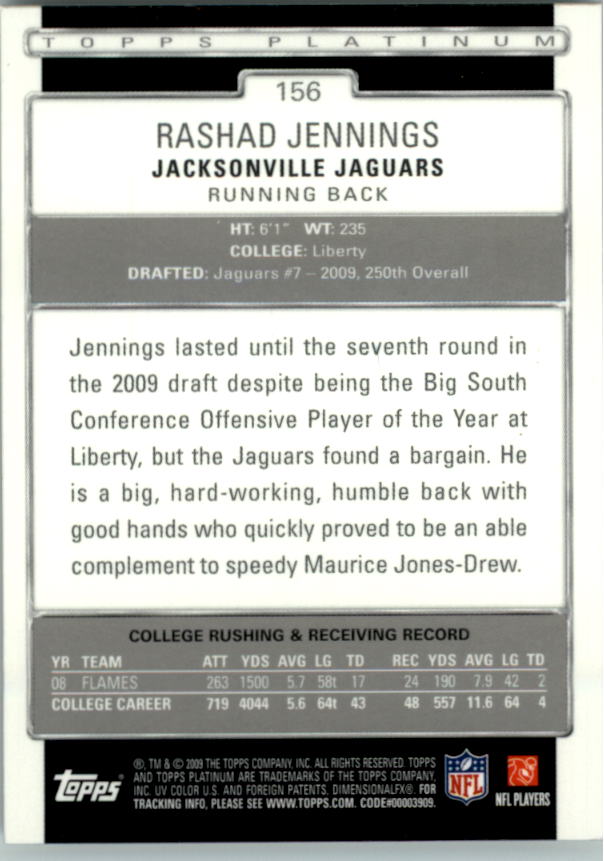 TOPPS PLATINUM
156
RASHAD JENNINGS
JACKSONVILLE JAGUARS
RUNNING BACK
HT: 6'1" WT: 235
COLLEGE: Liberty
DRAFTED: Jaguars #7 – 2009, 250th Overall
Jennings lasted until the seventh round in
the 2009 draft despite being the Big South
Conference Offensive Player of the Year at
Liberty, but the Jaguars found a bargain. He
is a big, hard-working, humble back with
good hands who quickly proved to be an able
complement to speedy Maurice Jones-Drew.
COLLEGE RUSHING & RECEIVING RECORD
YR TEAM ATT YDS AVG LG TD REC YDS AVG LG TD
08 FLAMES 263 1500 5.7 58t 17 24 190 7.9 42 2
COLLEGE CAREER 719 4044 5.6 64t 43 48 557 11.6 64 4
®, TM & © 2009 THE TOPPS COMPANY, INC. ALL RIGHTS RESERVED. TOPPS
AND TOPPS PLATINUM ARE TRADEMARKS OF THE TOPPS COMPANY,
INC. UV COLOR U.S. AND FOREIGN PATENTS. DIMENSIONALFX®. FOR
TRACKING INFO, PLEASE SEE WWW.TOPPS.COM. CODE#00003909.
Topps®
NFL
NFL PLAYERS